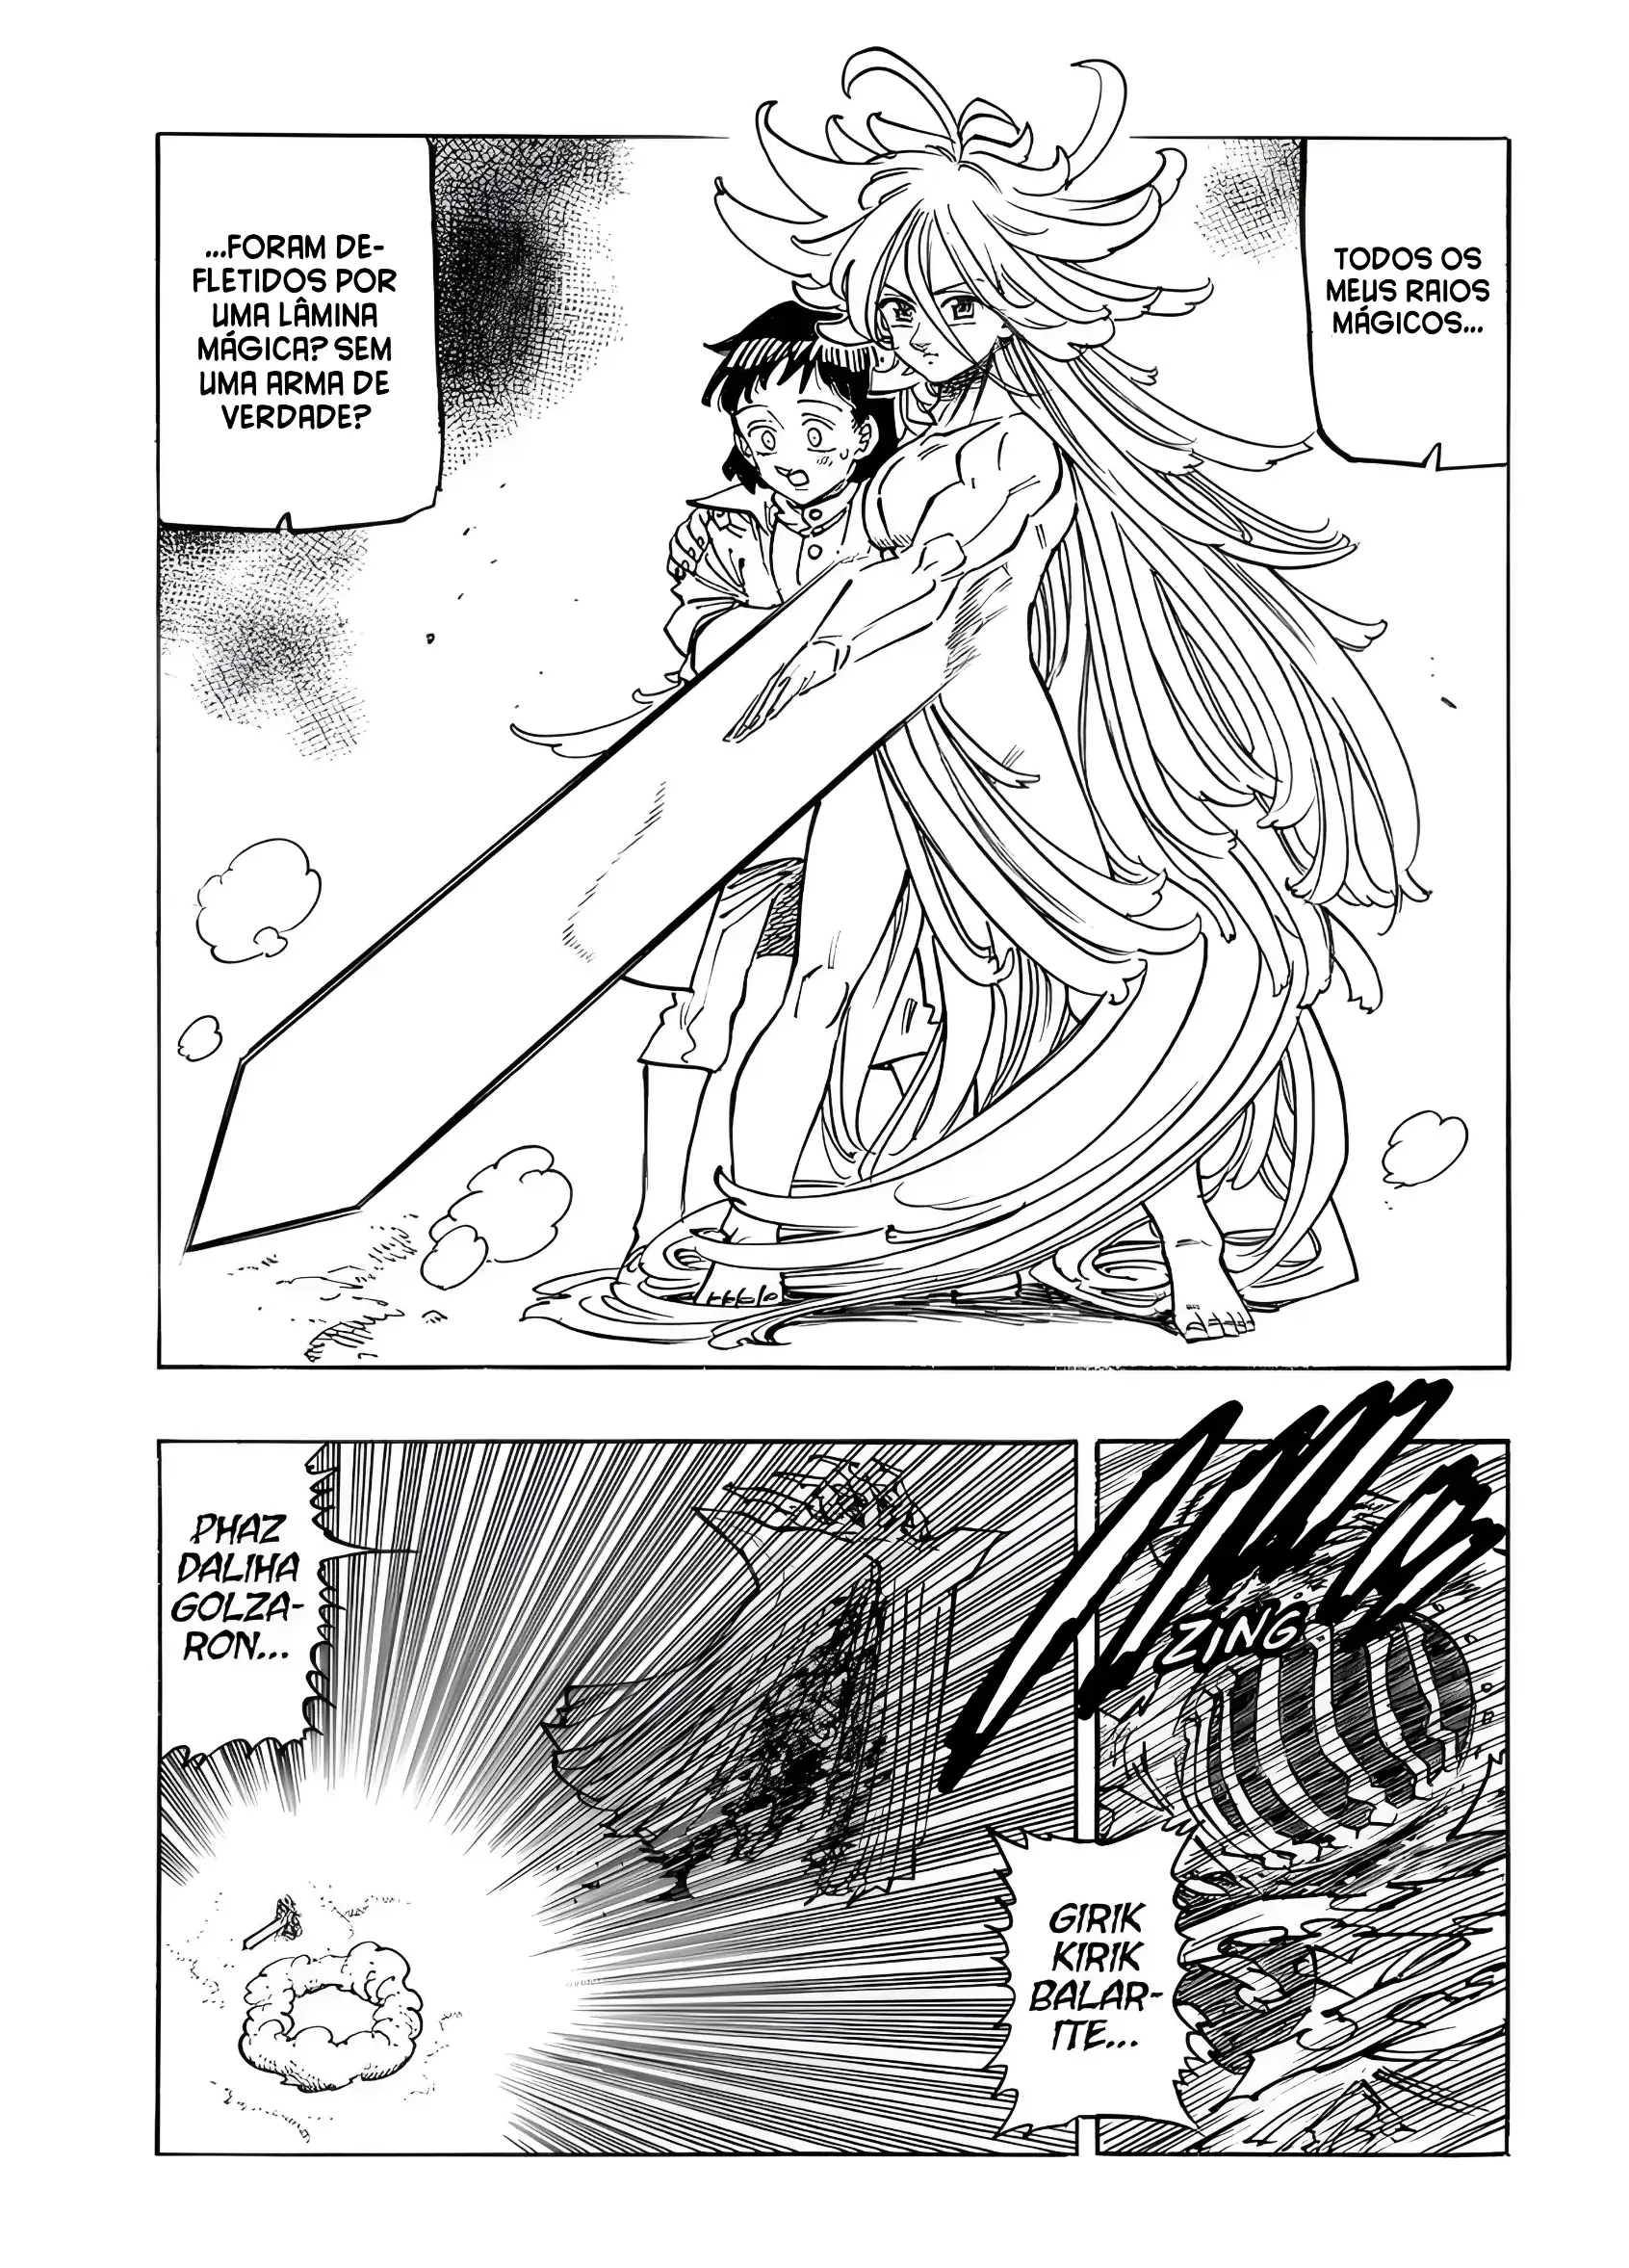 TODOS OS
MEUS RAIOS
MÁGICOS...
...FORAM DE-
FLETIDOS POR
UMA LÂMINA
MÁGICA? SEM
UMA ARMA DE
VERDADE?
ZING
GIRIK
KIRIK
BALAR-
ITE...
PHAZ
DALIHA
GOLZA-
RON...